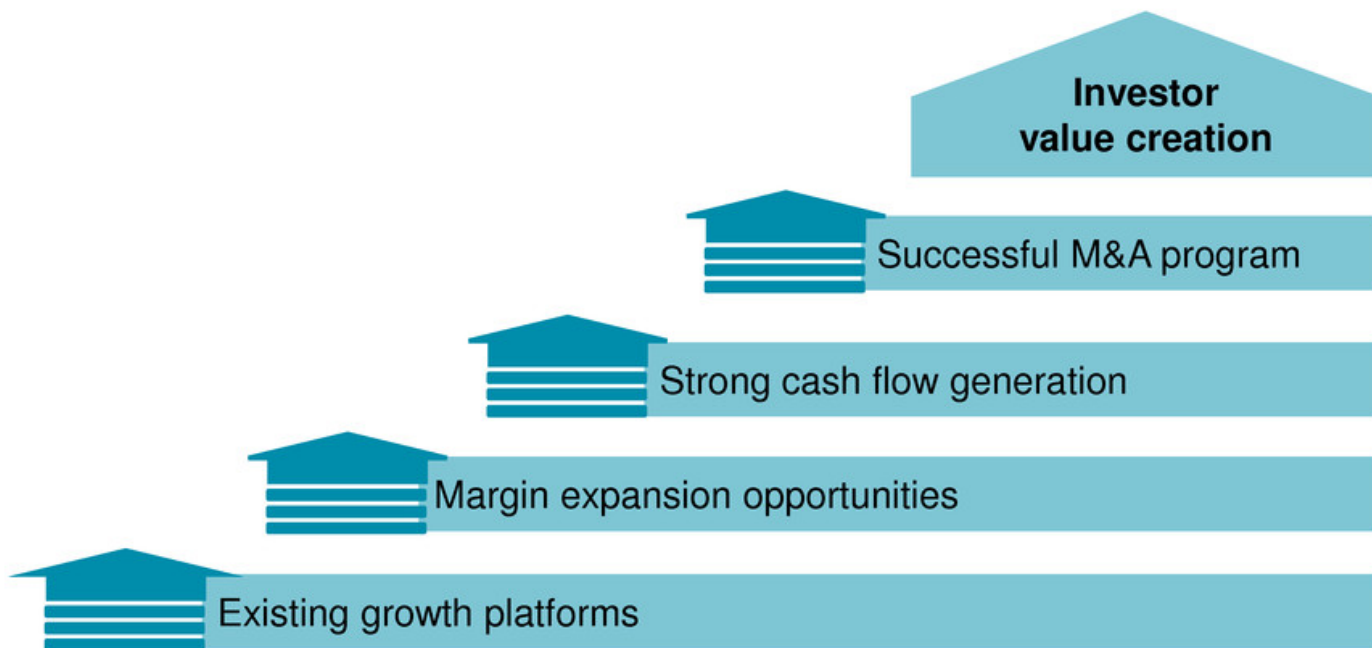 Investor
value creation
Successful M&A program
Strong cash flow generation
Margin expansion opportunities
Existing growth platforms